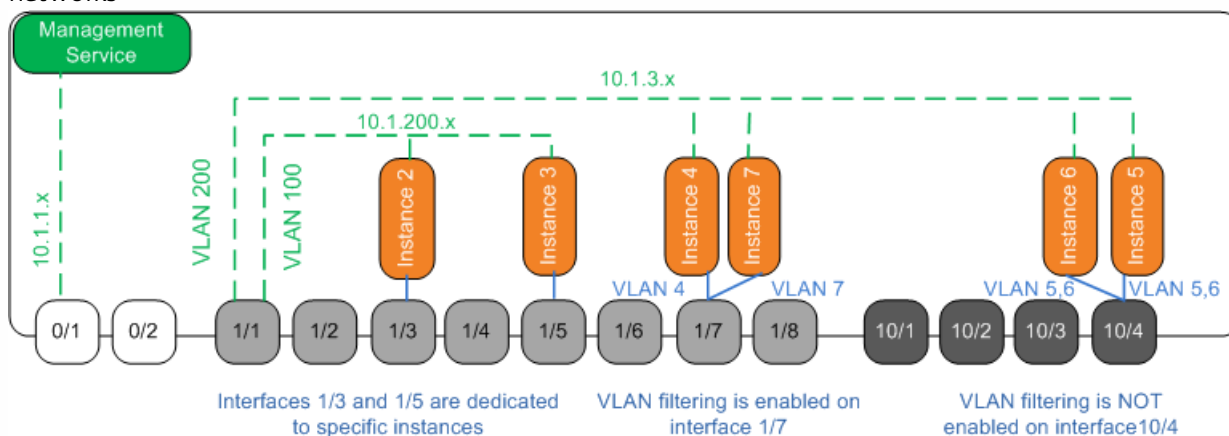 Management
Service
10.1.3.x
10.1.200.x
10.1.1.x
VLAN 200
VLAN 100
Instance 2
Instance 3
Instance 4
Instance 7
Instance 6
Instance 5
VLAN 4
VLAN 7
VLAN 5,6
VLAN 5,6
0/1
0/2
1/1
1/2
1/3
1/4
1/5
1/6
1/7
1/8
10/1
10/2
10/3
10/4
Interfaces 1/3 and 1/5 are dedicated
to specific instances
VLAN filtering is enabled on
interface 1/7
VLAN filtering is NOT
enabled on interface10/4